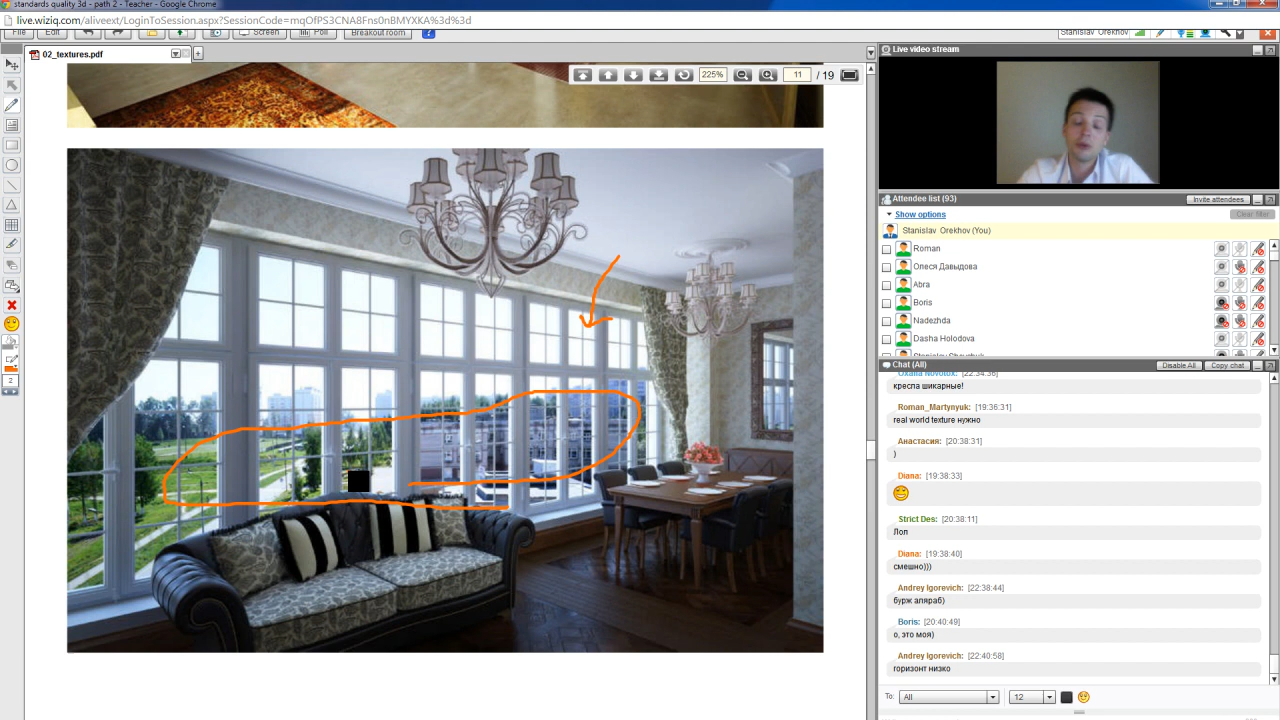 standards quality 3d - path 2 - Teacher - Google Chrome
live.wiziq.com/aliveext/LoginToSession.aspx?SessionCode=mqOfPS3CNA8Fns0nBMYXKA%3d%3d
File Edit Screen Poll Breakout room ? Stanislav Orekhov
02_textures.pdf
225% 11 / 19
2
Live video stream
Attendee list (93)
Invite attendees
Show options
Clear filter
Stanislav Orekhov (You)
Roman
Олеся Давыдова
Abra
Boris
Nadezhda
Dasha Holodova
Chat (All)
Disable All Copy chat
[22:34:36]
кресла шикарные!
Roman_Martynyuk: [19:36:31]
real world texture нужно
Анастасия: [20:38:31]
)
Diana: [19:38:33]
Strict Des: [20:38:11]
Лол
Diana: [19:38:40]
смешно)))
Andrey Igorevich: [22:38:44]
бурж аляраб)
Boris: [20:40:49]
о, это моя)
Andrey Igorevich: [22:40:58]
горизонт низко
To: All 12